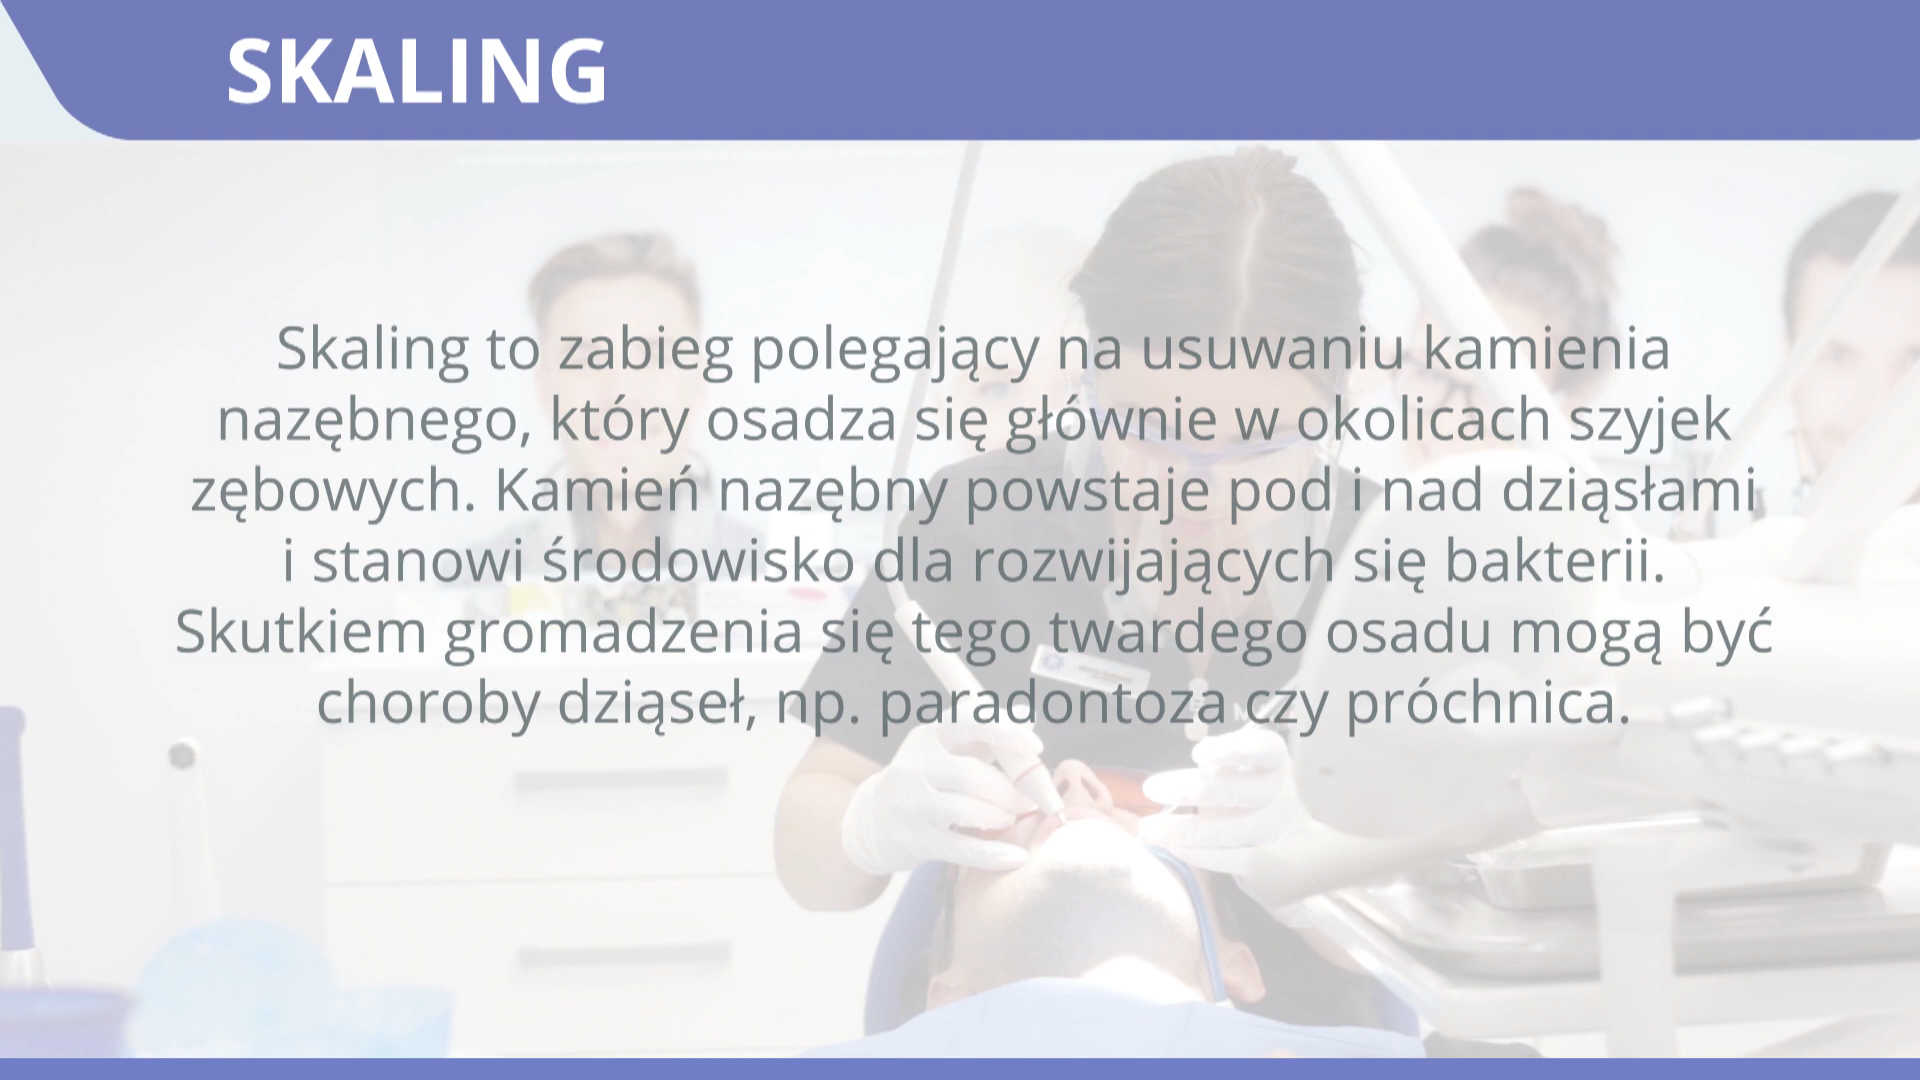 SKALING
Skaling to zabieg polegający na usuwaniu kamienia
nazębnego, który osadza się głównie w okolicach szyjek
zębowych. Kamień nazębny powstaje pod i nad dziąsłami
i stanowi środowisko dla rozwijających się bakterii.
Skutkiem gromadzenia się tego twardego osadu mogą być
choroby dziąseł, np. paradontoza czy próchnica.